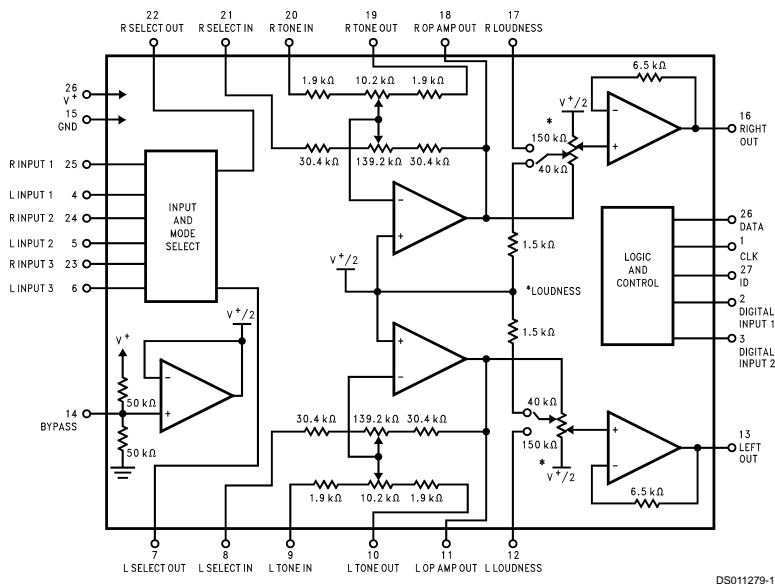 22
R SELECT OUT
21
R SELECT IN
20
R TONE IN
19
R TONE OUT
18
R OP AMP OUT
17
R LOUDNESS
26
V+
15
GND
1.9 kΩ
10.2 kΩ
1.9 kΩ
6.5 kΩ
V+/2
*
150 kΩ
40 kΩ
-
+
16
RIGHT
OUT
30.4 kΩ
139.2 kΩ
30.4 kΩ
R INPUT 1 25
L INPUT 1 4
R INPUT 2 24
L INPUT 2 5
R INPUT 3 23
L INPUT 3 6
INPUT
AND
MODE
SELECT
-
+
1.5 kΩ
V+/2
*LOUDNESS
1.5 kΩ
LOGIC
AND
CONTROL
26
DATA
1
CLK
27
ID
2
DIGITAL
INPUT 1
3
DIGITAL
INPUT 2
V+/2
V+
-
+
50 kΩ
14
BYPASS
50 kΩ
+
-
30.4 kΩ
139.2 kΩ
30.4 kΩ
40 kΩ
150 kΩ
*
V+/2
+
-
13
LEFT
OUT
6.5 kΩ
1.9 kΩ
10.2 kΩ
1.9 kΩ
7
L SELECT OUT
8
L SELECT IN
9
L TONE IN
10
L TONE OUT
11
L OP AMP OUT
12
L LOUDNESS
DS011279-1